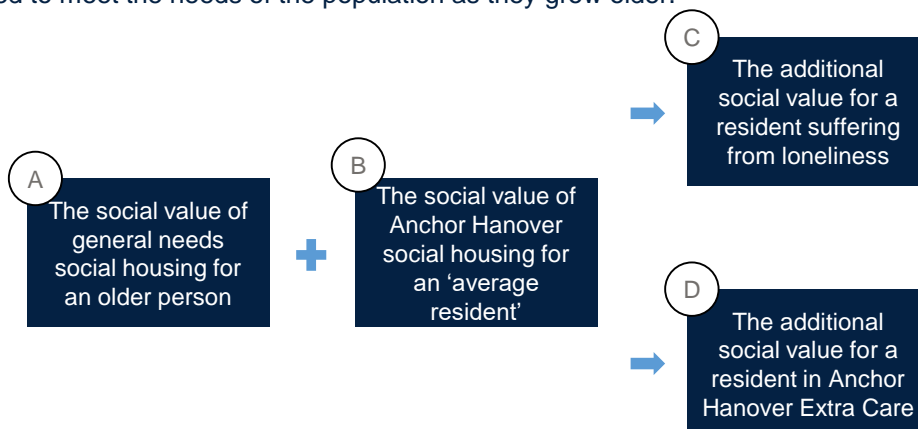 to meet the needs of the population as they grow older.
A
The social value of
general needs
social housing for
an older person
B
The social value of
Anchor Hanover
social housing for
an ‘average
resident’
C
The additional
social value for a
resident suffering
from loneliness
D
The additional
social value for a
resident in Anchor
Hanover Extra Care